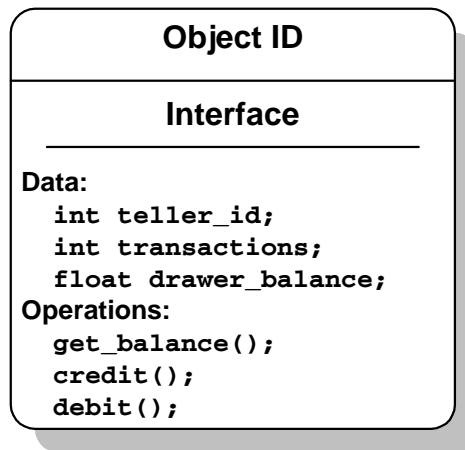 Object ID
Interface
Data:
int teller_id;
int transactions;
float drawer_balance;
Operations:
get_balance();
credit();
debit();